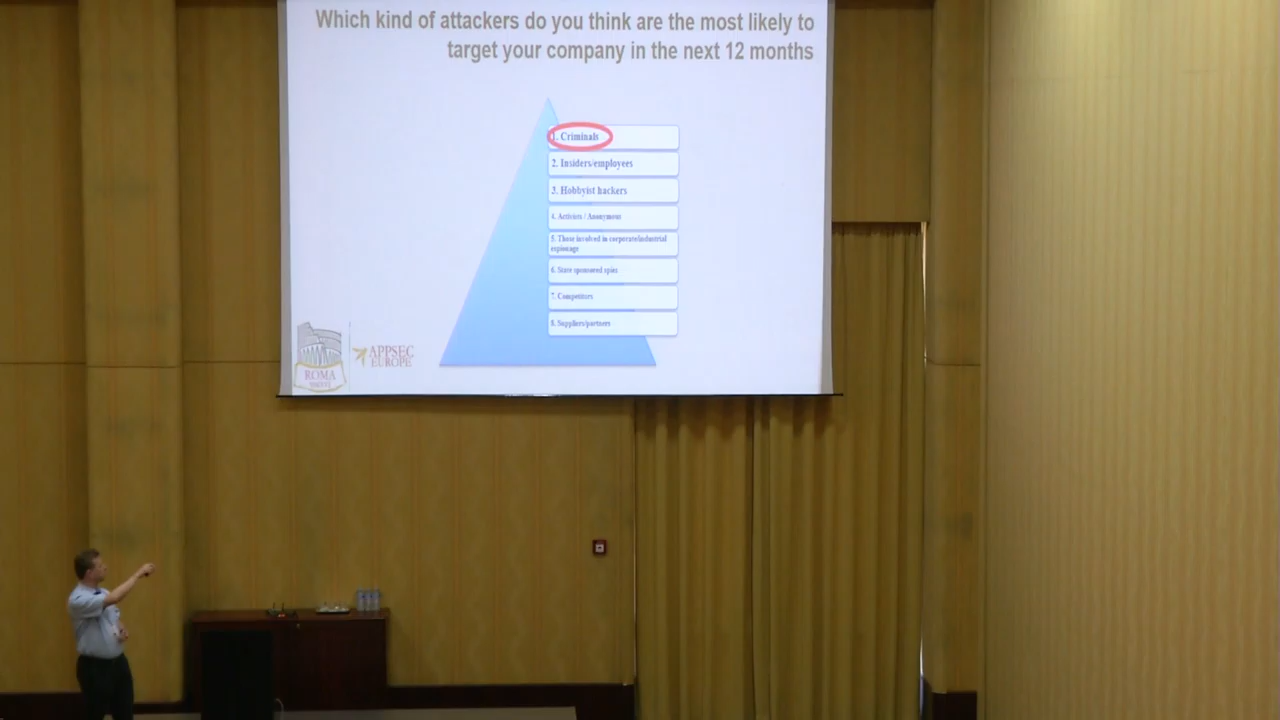 Which kind of attackers do you think are the most likely to
target your company in the next 12 months
1. Criminals
2. Insiders/employees
3. Hobbyist hackers
4. Activists / Anonymous
5. Those involved in corporate/industrial
espionage
6. State sponsored spies
7. Competitors
8. Suppliers/partners
ROMA
APPSEC
EUROPE